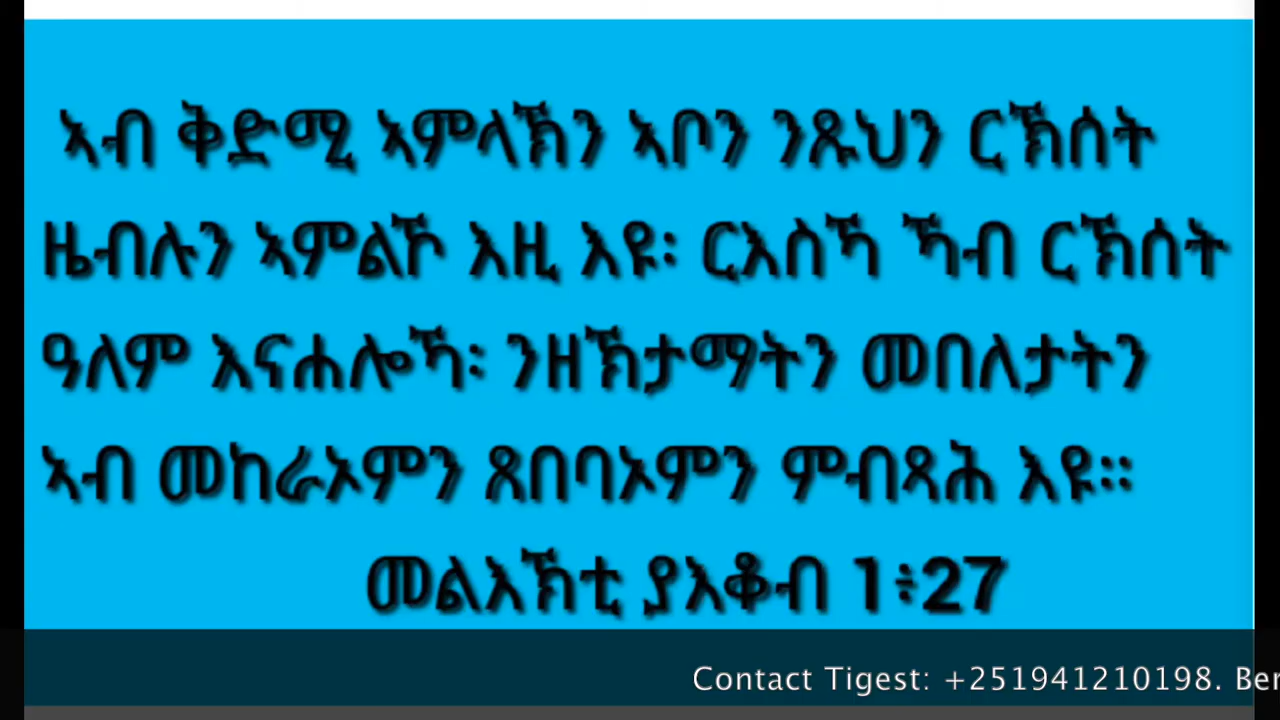 ኣብ ቅድሚ ኣምላኽን ኣቦን ንጹህን ርኽሰት
ዜብሉን ኣምልኾ እዚ እዩ፡ ርእስኻ ኻብ ርኽሰት
ዓለም እናሐሎኻ፡ ንዘኽታማትን መበለታትን
ኣብ መከራኦምን ጸበባኦምን ምብጻሕ እዩ።
መልእኽቲ ያእቆብ 1፥27
Contact Tigest: +251941210198. Ber